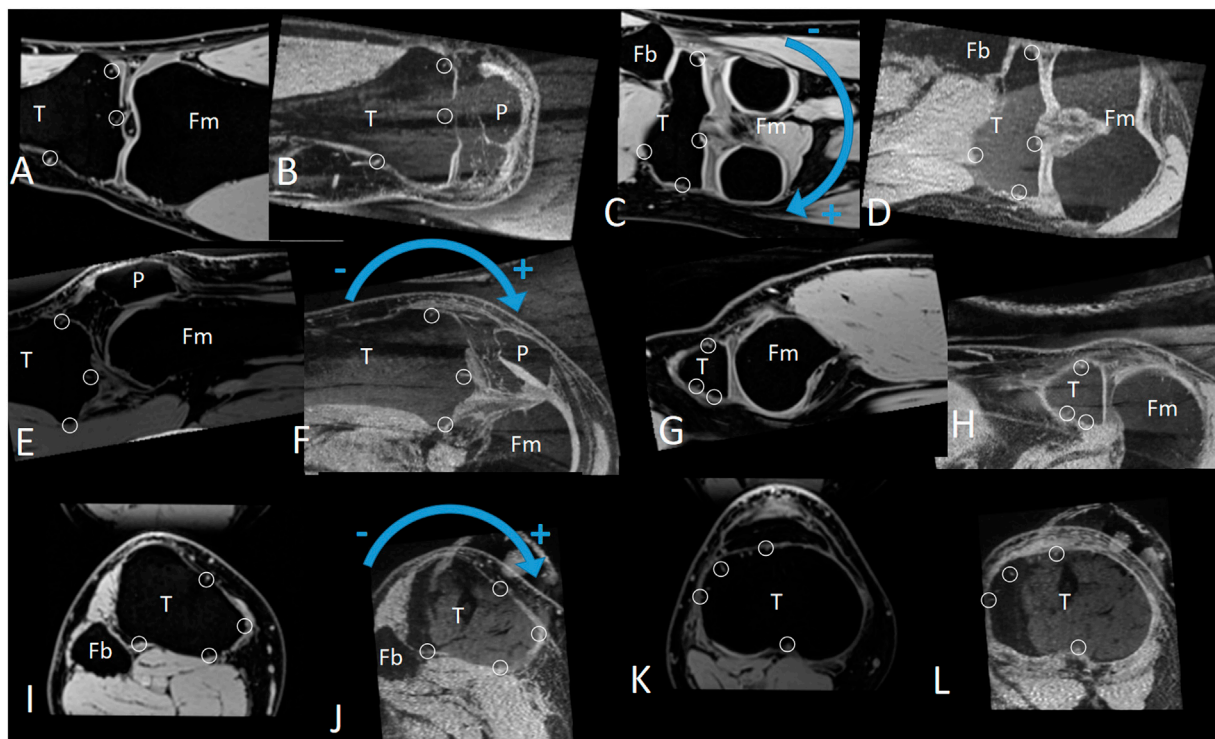 A T Fm
B T P
C Fb T Fm - +
D Fb T Fm
E T P Fm
F T P Fm - +
G T Fm
H T Fm
I T Fb
J T Fb - +
K T
L T